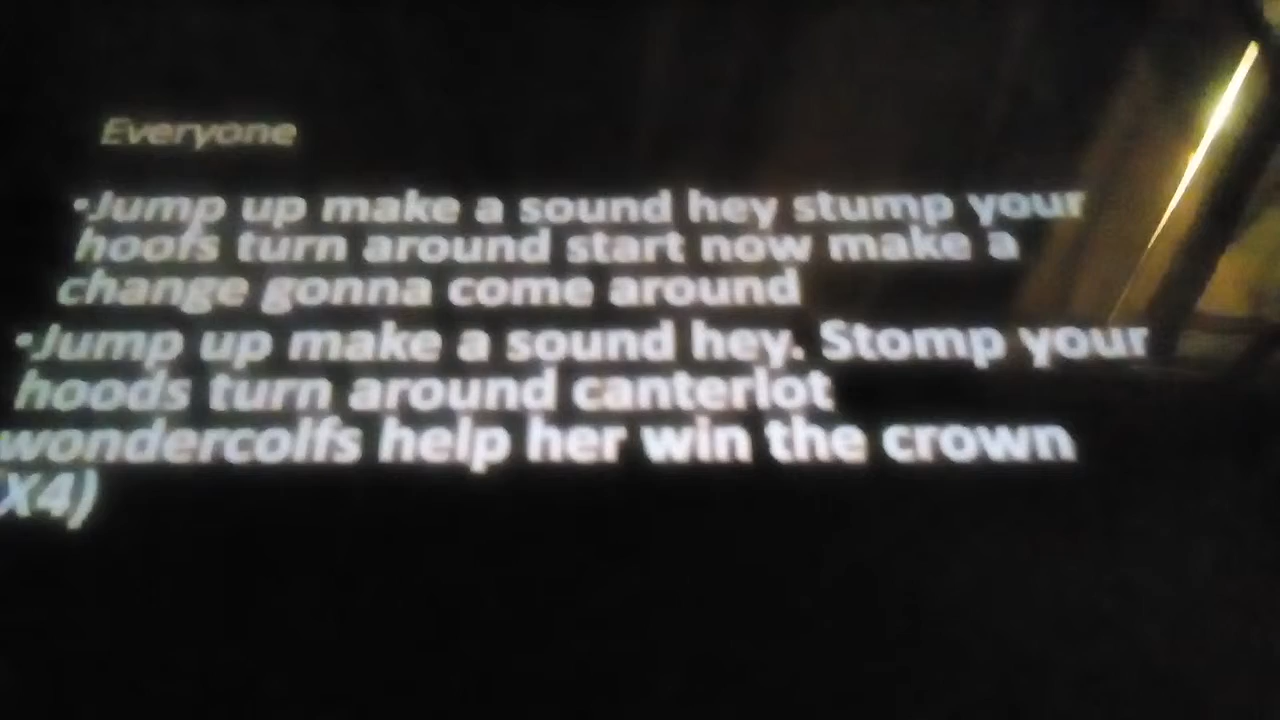 Everyone
•Jump up make a sound hey stump your
hoofs turn around start now make a
change gonna come around
•Jump up make a sound hey. Stomp your
hoods turn around canterlot
wondercolfs help her win the crown
X4)